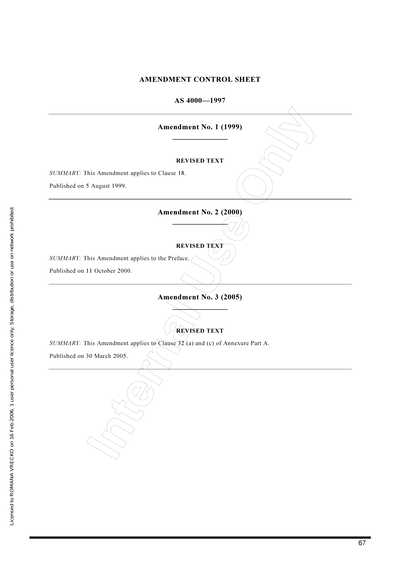 AMENDMENT CONTROL SHEET
AS 4000—1997
Amendment No. 1 (1999)
REVISED TEXT
SUMMARY: This Amendment applies to Clause 18.
Published on 5 August 1999.
Amendment No. 2 (2000)
REVISED TEXT
SUMMARY: This Amendment applies to the Preface.
Published on 11 October 2000.
Amendment No. 3 (2005)
REVISED TEXT
SUMMARY: This Amendment applies to Clause 32 (a) and (c) of Annexure Part A.
Published on 30 March 2005.
Internal Use Only
Licensed to ROMANA VRECKO on 16 Feb 2006. 1 user personal user licence only. Storage, distribution or use on network prohibited.
67